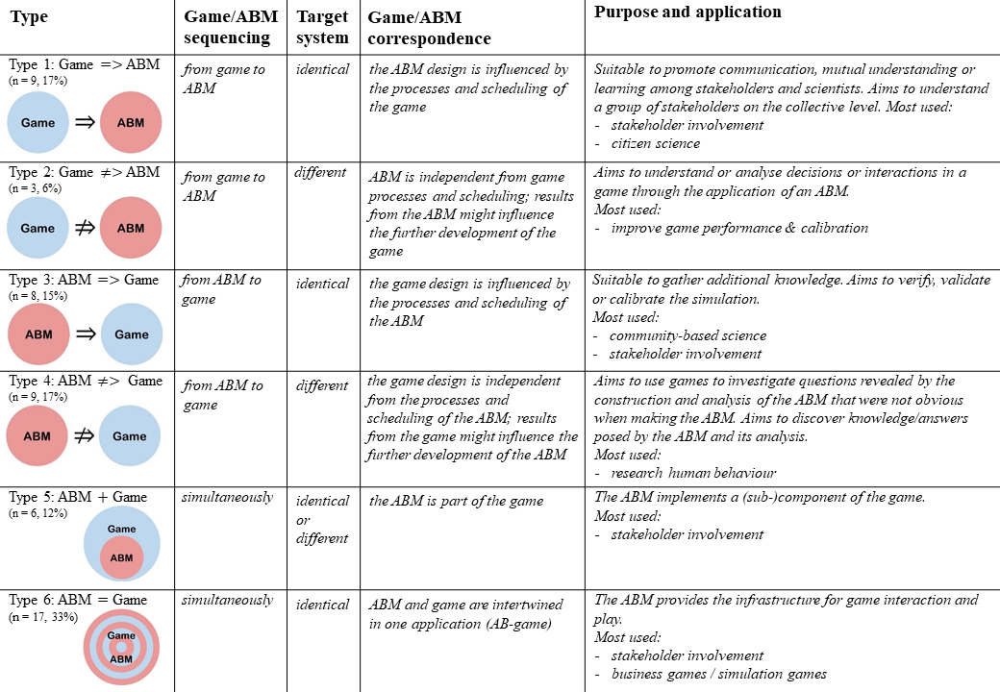 Type
Game/ABM
sequencing
Target
system
Game/ABM
correspondence
Purpose and application
Type 1: Game => ABM
(n = 9, 17%)
Game
⇒
ABM
from game to
ABM
identical
the ABM design is influenced by
the processes and scheduling of
the game
Suitable to promote communication, mutual understanding or
learning among stakeholders and scientists. Aims to understand
a group of stakeholders on the collective level. Most used:
- stakeholder involvement
- citizen science
Type 2: Game ≠> ABM
(n = 3, 6%)
Game
⇏
ABM
from game to
ABM
different
ABM is independent from game
processes and scheduling; results
from the ABM might influence
the further development of the
game
Aims to understand or analyse decisions or interactions in a
game through the application of an ABM.
Most used:
- improve game performance & calibration
Type 3: ABM => Game
(n = 8, 15%)
ABM
⇒
Game
from ABM to
game
identical
the game design is influenced by
the processes and scheduling of
the ABM
Suitable to gather additional knowledge. Aims to verify, validate
or calibrate the simulation.
Most used:
- community-based science
- stakeholder involvement
Type 4: ABM ≠> Game
(n = 9, 17%)
ABM
⇏
Game
from ABM to
game
different
the game design is independent
from the processes and
scheduling of the ABM; results
from the game might influence the
further development of the ABM
Aims to use games to investigate questions revealed by the
construction and analysis of the ABM that were not obvious
when making the ABM. Aims to discover knowledge/answers
posed by the ABM and its analysis.
Most used:
- research human behaviour
Type 5: ABM + Game
(n = 6, 12%)
Game
ABM
simultaneously
identical
or
different
the ABM is part of the game
The ABM implements a (sub-)component of the game.
Most used:
- stakeholder involvement
Type 6: ABM = Game
(n = 17, 33%)
Game
ABM
simultaneously
identical
ABM and game are intertwined
in one application (AB-game)
The ABM provides the infrastructure for game interaction and
play.
Most used:
- stakeholder involvement
- business games / simulation games